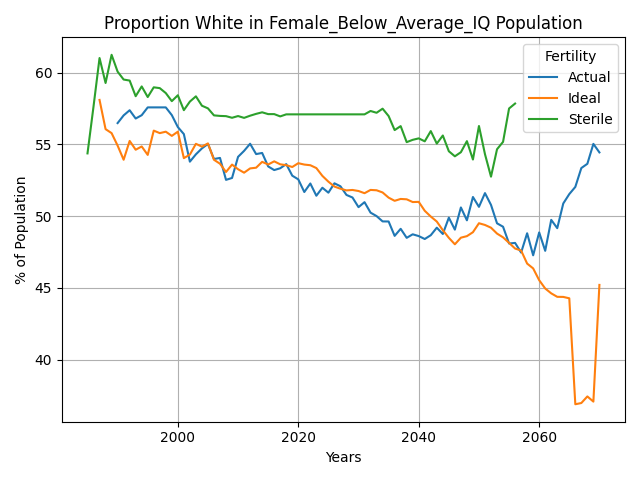 Proportion White in Female_Below_Average_IQ Population
Fertility
Actual
Ideal
Sterile
% of Population
60
55
50
45
40
2000
2020
2040
2060
Years